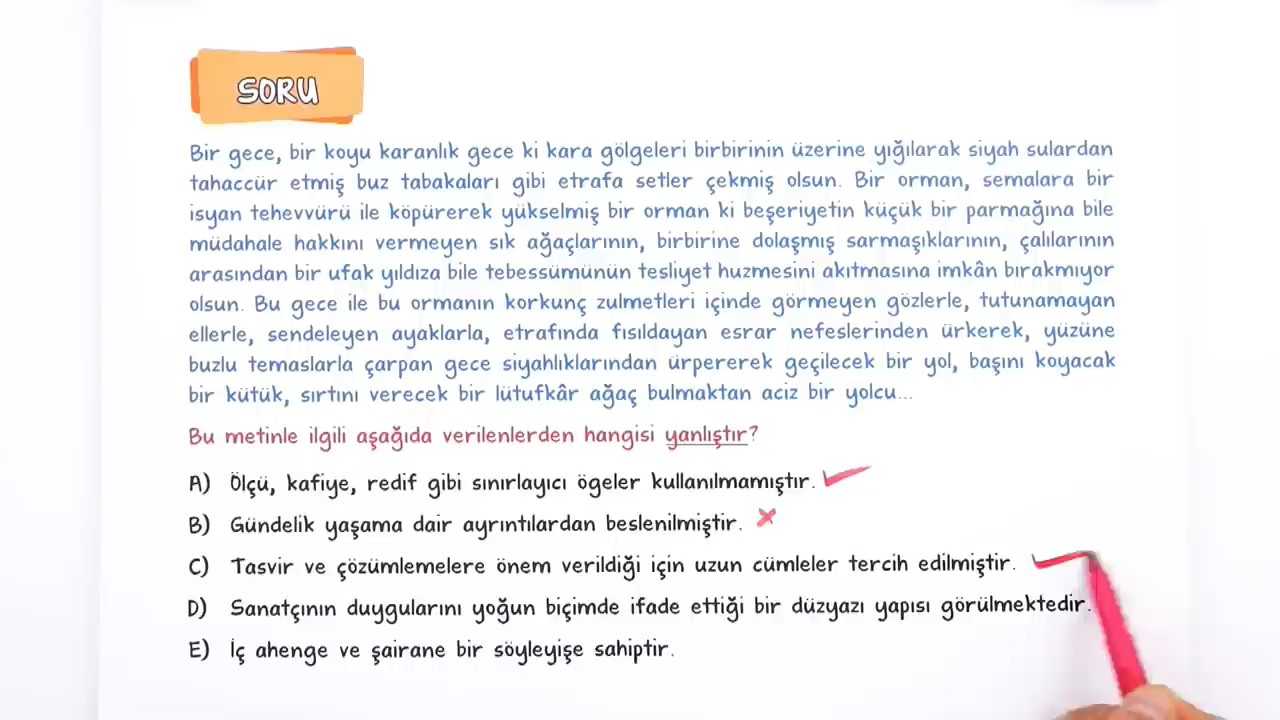 SORU
Bir gece, bir koyu karanlık gece ki kara gölgeleri birbirinin üzerine yığılarak siyah sulardan
tahaccür etmiş buz tabakaları gibi etrafa setler çekmiş olsun. Bir orman, semalara bir
isyan tehevvürü ile köpürerek yükselmiş bir orman ki beşeriyetin küçük bir parmağına bile
müdahale hakkını vermeyen sık ağaçlarının, birbirine dolaşmış sarmaşıklarının, çalılarının
arasından bir ufak yıldıza bile tebessümünün tesliyet huzmesini akıtmasına imkân bırakmıyor
olsun. Bu gece ile bu ormanın korkunç zulmetleri içinde görmeyen gözlerle, tutunamayan
ellerle, sendeleyen ayaklarla, etrafında fısıldayan esrar nefeslerinden ürkerek, yüzüne
buzlu temaslarla çarpan gece siyahlıklarından ürpererek geçilecek bir yol, başını koyacak
bir kütük, sırtını verecek bir lütufkâr ağaç bulmaktan aciz bir yolcu...
Bu metinle ilgili aşağıda verilenlerden hangisi yanlıştır?
A) Ölçü, kafiye, redif gibi sınırlayıcı ögeler kullanılmamıştır.
B) Gündelik yaşama dair ayrıntılardan beslenilmiştir.
C) Tasvir ve çözümlemelere önem verildiği için uzun cümleler tercih edilmiştir.
D) Sanatçının duygularını yoğun biçimde ifade ettiği bir düzyazı yapısı görülmektedir.
E) İç ahenge ve şairane bir söyleyişe sahiptir.